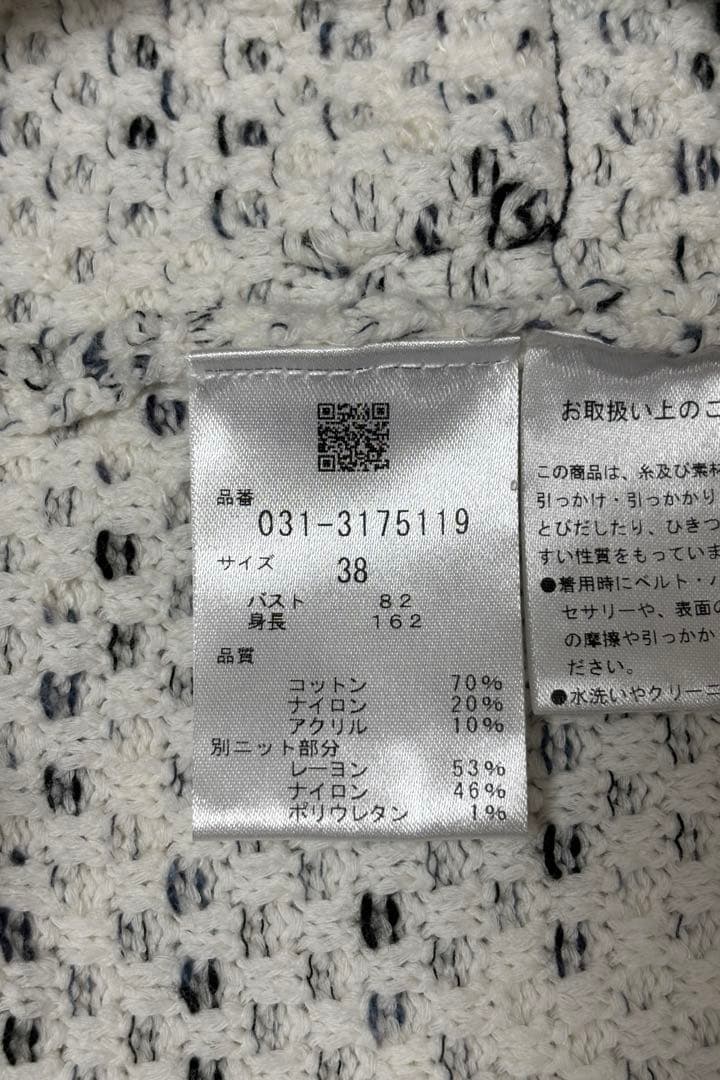 品番
031-3175119
サイズ
38
バスト 82
身長 162
品質
コットン 70%
ナイロン 20%
アクリル 10%
別ニット部分
レーヨン 53%
ナイロン 46%
ポリウレタン 1%
お取扱い上のご
この商品は、糸及び素材
引っかけ・引っかかり
とびだしたり、ひきつ
すい性質をもっていま
●着用時にベルト・バ
セサリーや、表面の
の摩擦や引っかか
ださい。
●水洗いやクリーニ